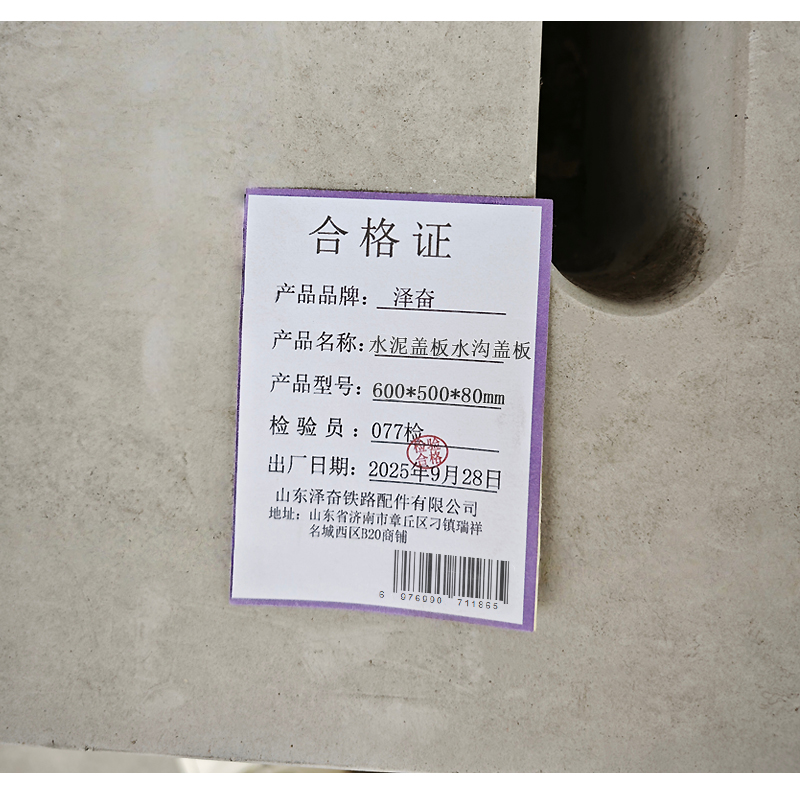 合格证
产品品牌： 泽奋
产品名称：水泥盖板水沟盖板
产品型号：600*500*80mm
检 验 员 ：077检
检验
合格
出厂日期：2025年9月28日
山东泽奋铁路配件有限公司
地址：山东省济南市章丘区刁镇瑞祥
名城西区B20商铺
6 076090 711865